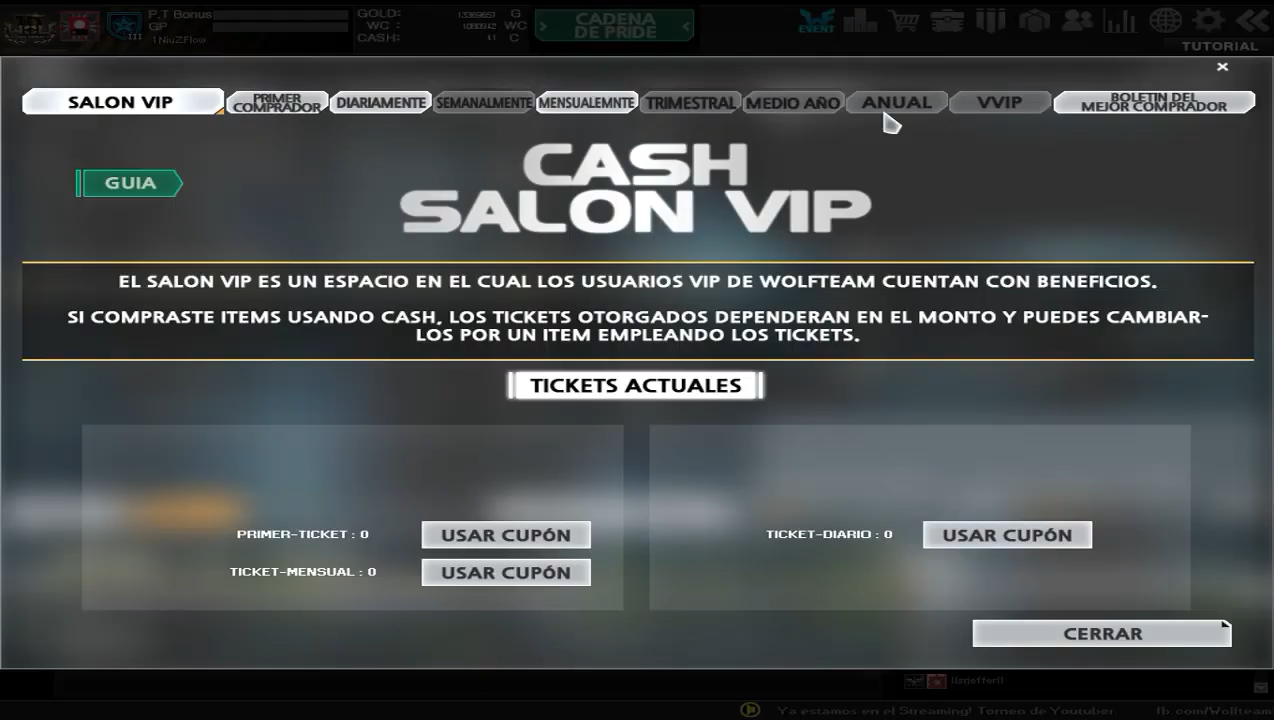 P.T Bonus
GP
1NiuZFlow
III
GOLD: G
WC : WC
CASH: C
CADENA
DE PRIDE
EVENT
TUTORIAL
SALON VIP
PRIMER
COMPRADOR
DIARIAMENTE
SEMANALMENTE
MENSUALEMNTE
TRIMESTRAL
MEDIO AÑO
ANUAL
VVIP
BOLETIN DEL
MEJOR COMPRADOR
GUIA
CASH
SALON VIP
EL SALON VIP ES UN ESPACIO EN EL CUAL LOS USUARIOS VIP DE WOLFTEAM CUENTAN CON BENEFICIOS.
SI COMPRASTE ITEMS USANDO CASH, LOS TICKETS OTORGADOS DEPENDERAN EN EL MONTO Y PUEDES CAMBIAR-
LOS POR UN ITEM EMPLEANDO LOS TICKETS.
TICKETS ACTUALES
PRIMER-TICKET : 0 USAR CUPÓN
TICKET-MENSUAL : 0 USAR CUPÓN
TICKET-DIARIO : 0 USAR CUPÓN
CERRAR
Ya estamos en el Streaming! Torneo de Youtuber. fb.com/Wolfteam